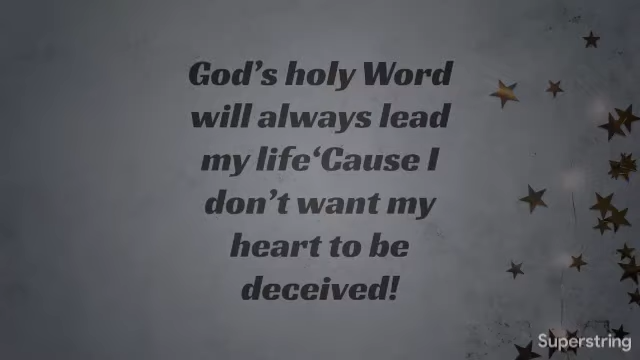 God’s holy Word
will always lead
my life‘Cause I
don’t want my
heart to be
deceived!
Superstring